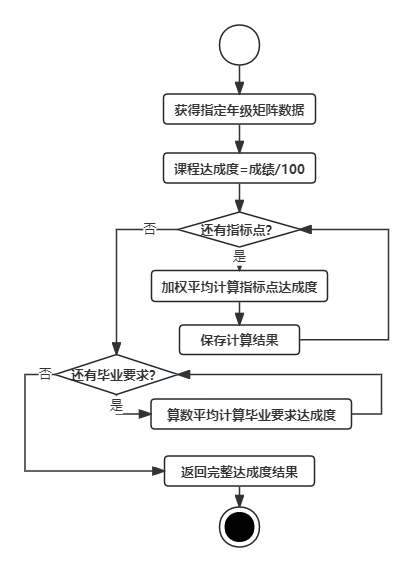 获得指定年级矩阵数据
课程达成度=成绩/100
还有指标点？
否
是
加权平均计算指标点达成度
保存计算结果
还有毕业要求？
否
是
算数平均计算毕业要求达成度
返回完整达成度结果